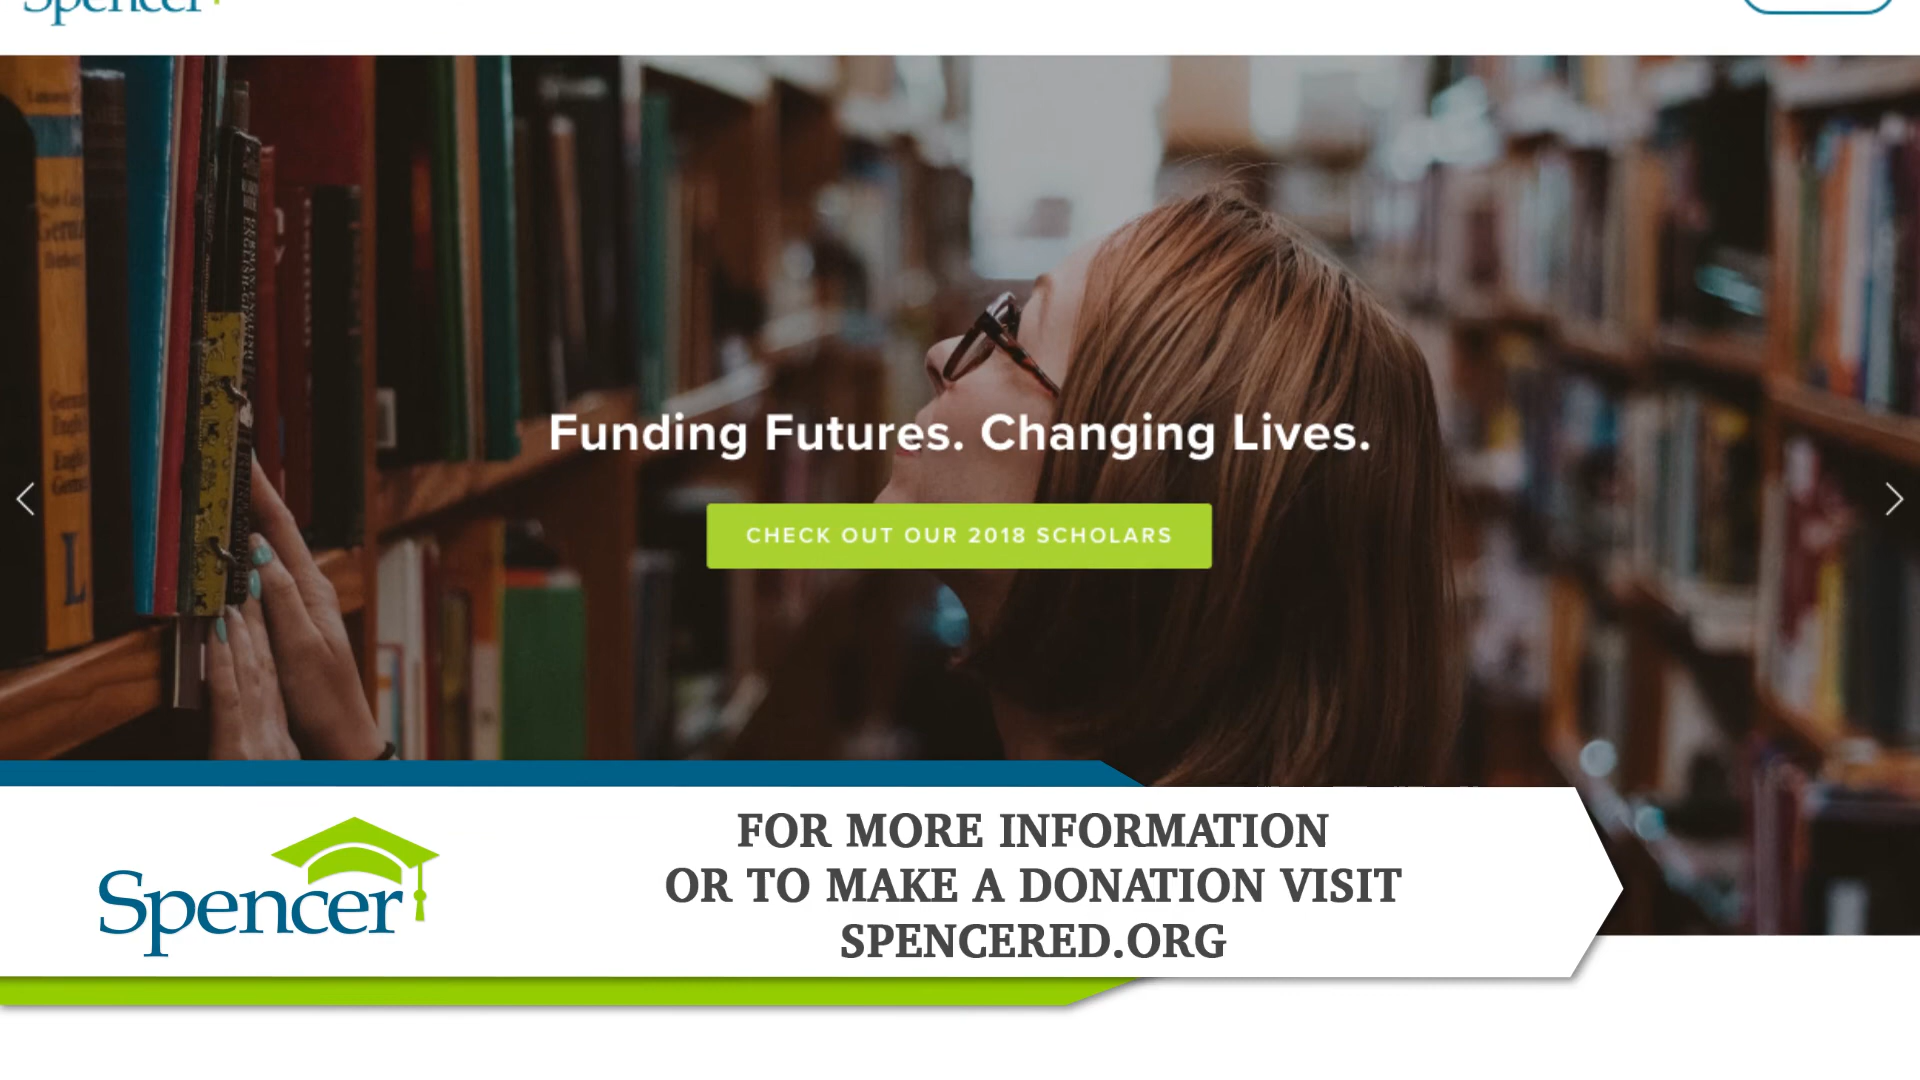 Spencer
Funding Futures. Changing Lives.
CHECK OUT OUR 2018 SCHOLARS
L
Spencer
FOR MORE INFORMATION
OR TO MAKE A DONATION VISIT
SPENCERED.ORG